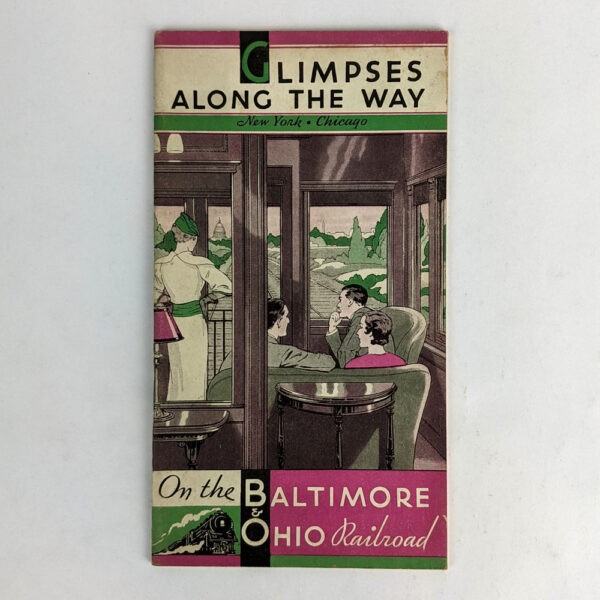 GLIMPSES
ALONG THE WAY
New York • Chicago
On the BALTIMORE
& OHIO Railroad